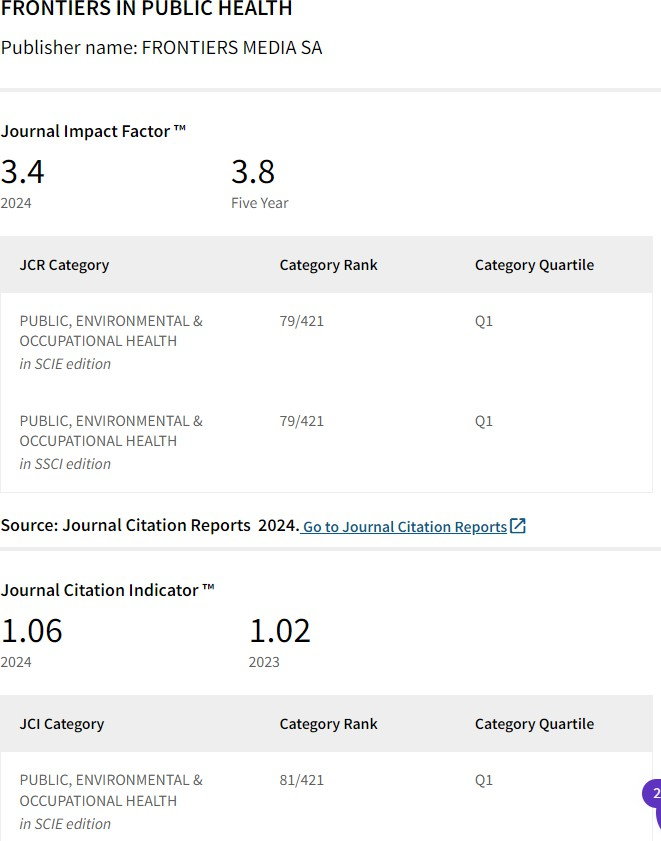 FRONTIERS IN PUBLIC HEALTH
Publisher name: FRONTIERS MEDIA SA
Journal Impact Factor ™
3.4 3.8
2024 Five Year
JCR Category Category Rank Category Quartile
PUBLIC, ENVIRONMENTAL & 79/421 Q1
OCCUPATIONAL HEALTH
in SCIE edition
PUBLIC, ENVIRONMENTAL & 79/421 Q1
OCCUPATIONAL HEALTH
in SSCI edition
Source: Journal Citation Reports 2024. Go to Journal Citation Reports
Journal Citation Indicator ™
1.06 1.02
2024 2023
JCI Category Category Rank Category Quartile
PUBLIC, ENVIRONMENTAL & 81/421 Q1
2
OCCUPATIONAL HEALTH
in SCIE edition